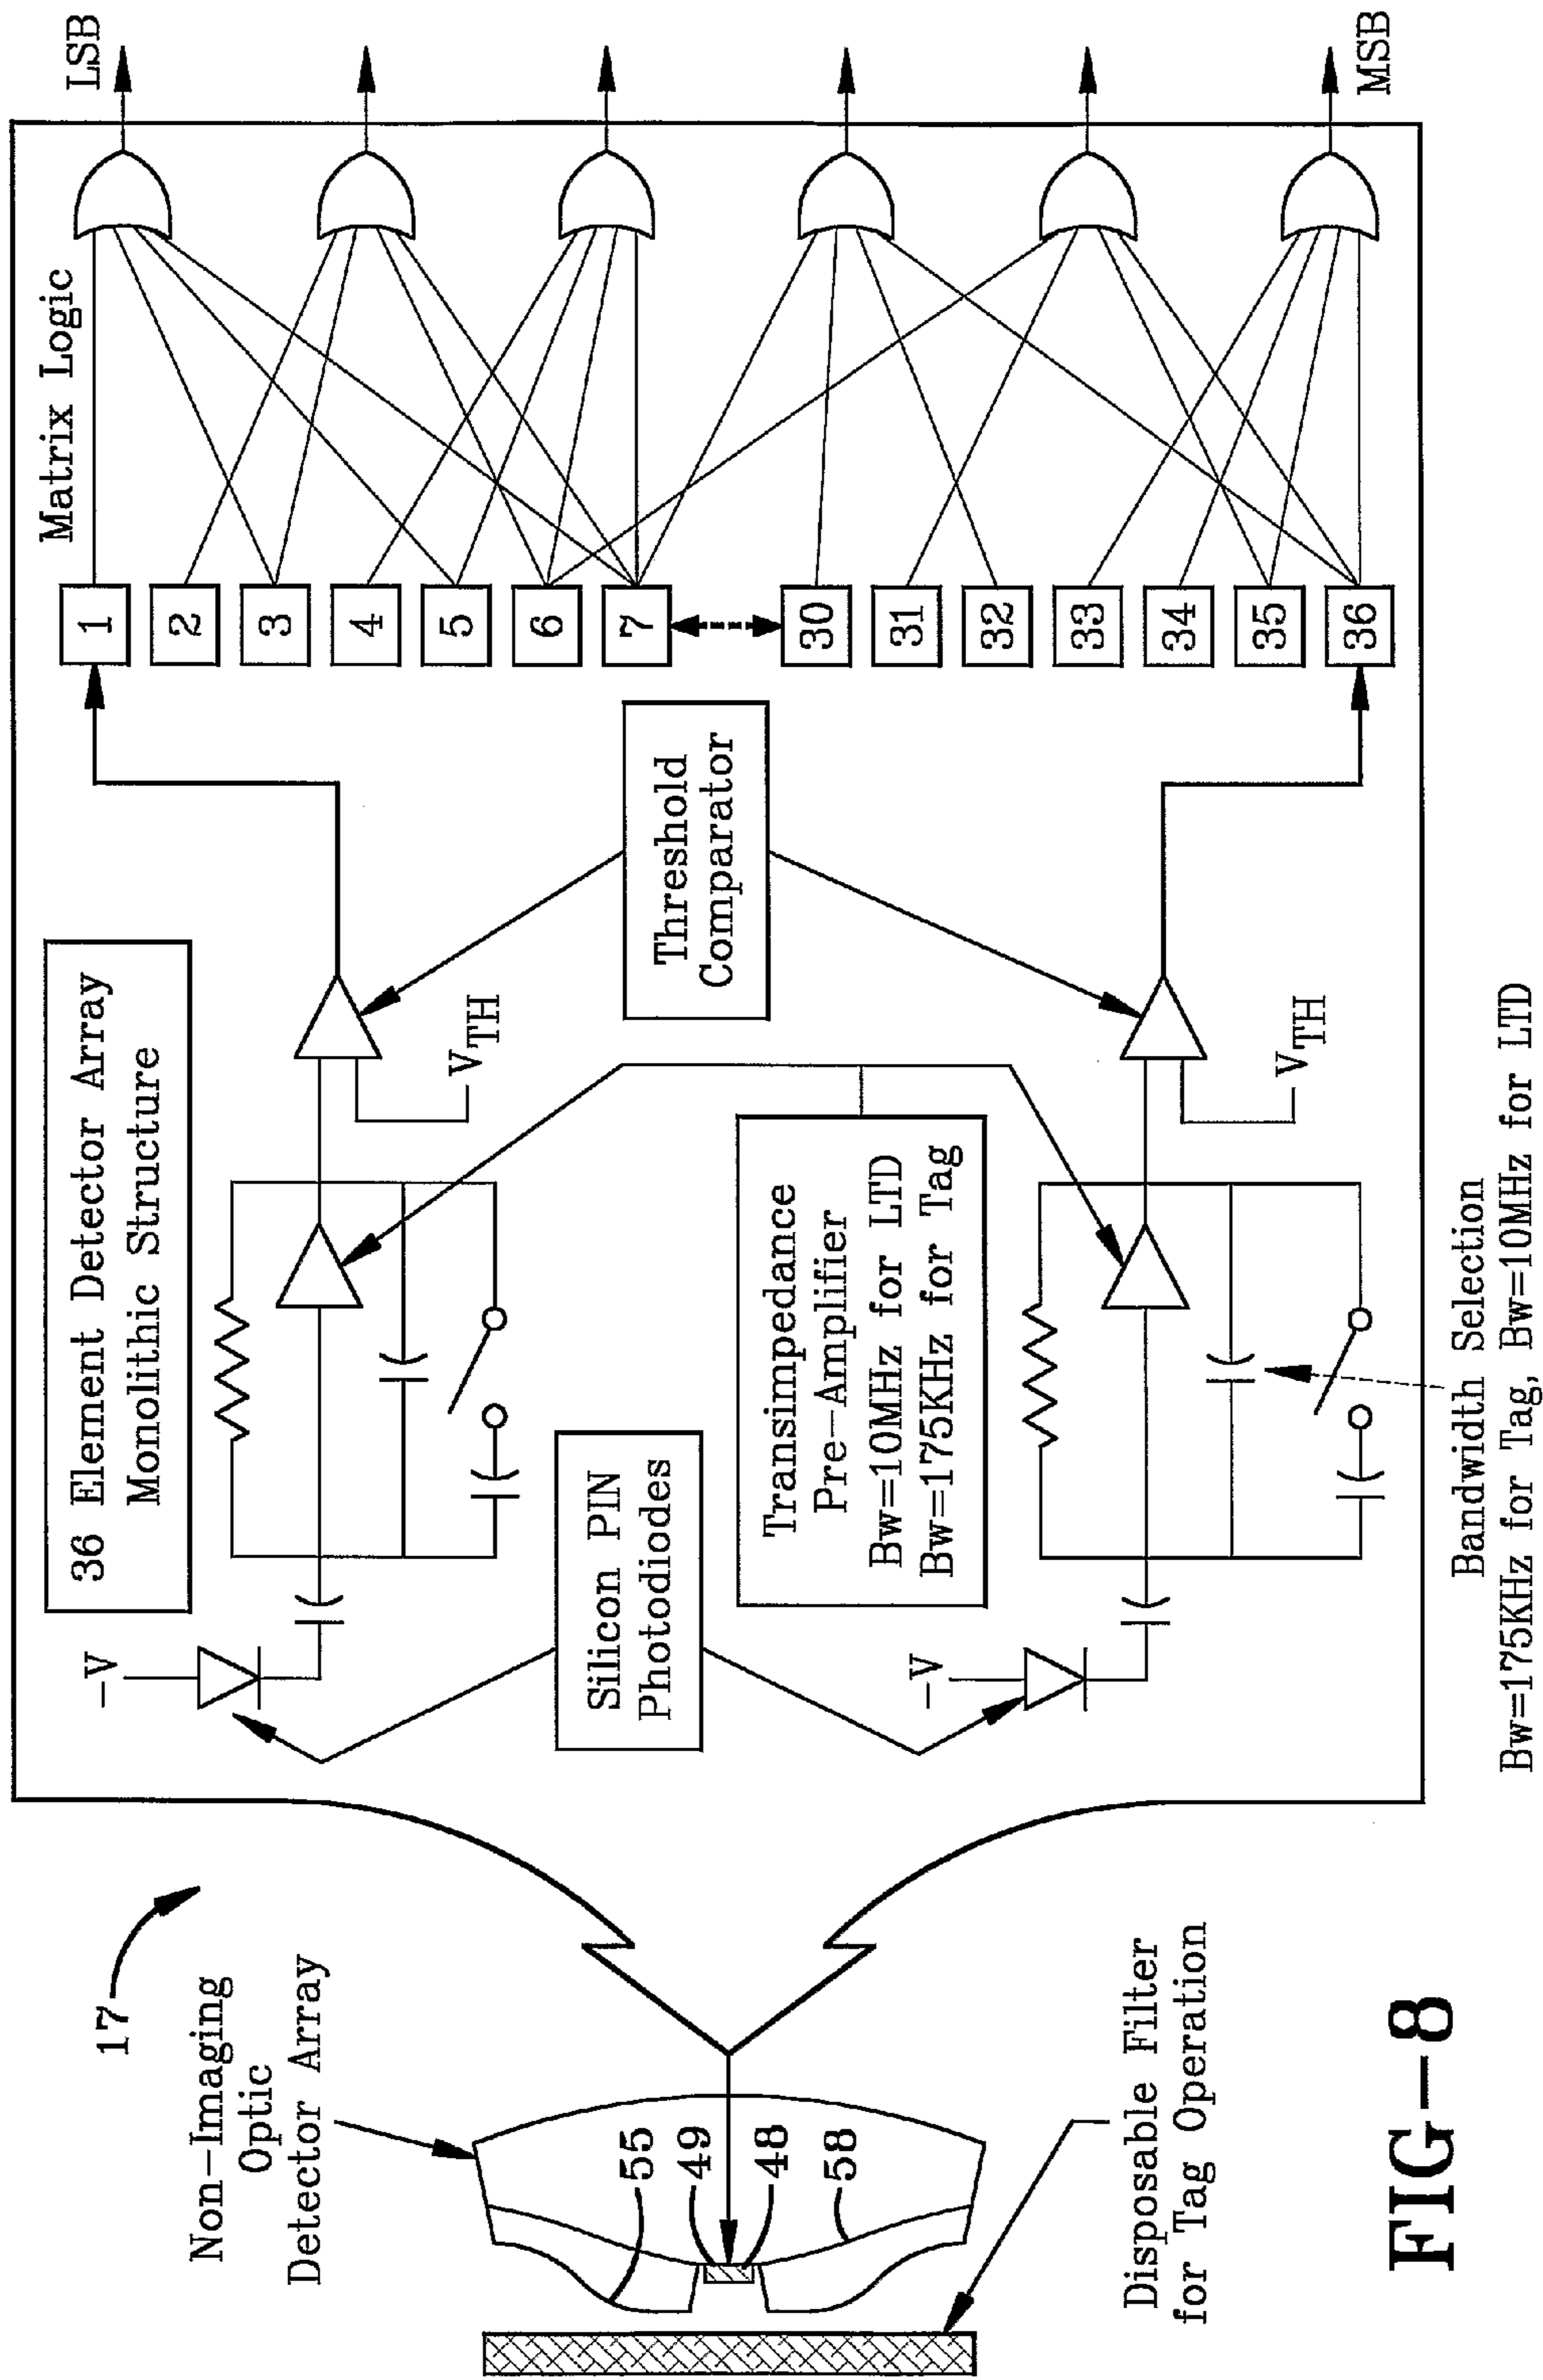 17
Non-Imaging
Optic
Detector Array
55
49
48
58
Disposable Filter
for Tag Operation
36 Element Detector Array
Monolithic Structure
-V
Silicon PIN
Photodiodes
-V
Transimpedance
Pre-Amplifier
Bw=10MHz for LTD
Bw=175KHz for Tag
VTH
VTH
Threshold
Comparator
Matrix Logic
1
2
3
4
5
6
7
30
31
32
33
34
35
36
LSB
MSB
Bandwidth Selection
Bw=175KHz for Tag, Bw=10MHz for LTD
FIG-8